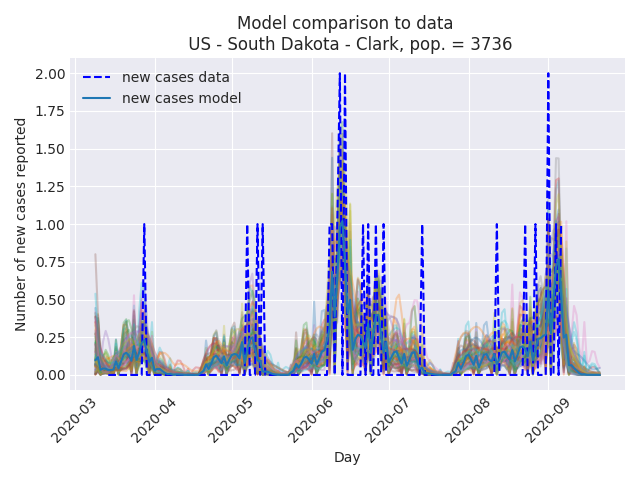 Model comparison to data
US - South Dakota - Clark, pop. = 3736
new cases data
new cases model
Number of new cases reported
2.00
1.75
1.50
1.25
1.00
0.75
0.50
0.25
0.00
2020-03
2020-04
2020-05
2020-06
2020-07
2020-08
2020-09
Day